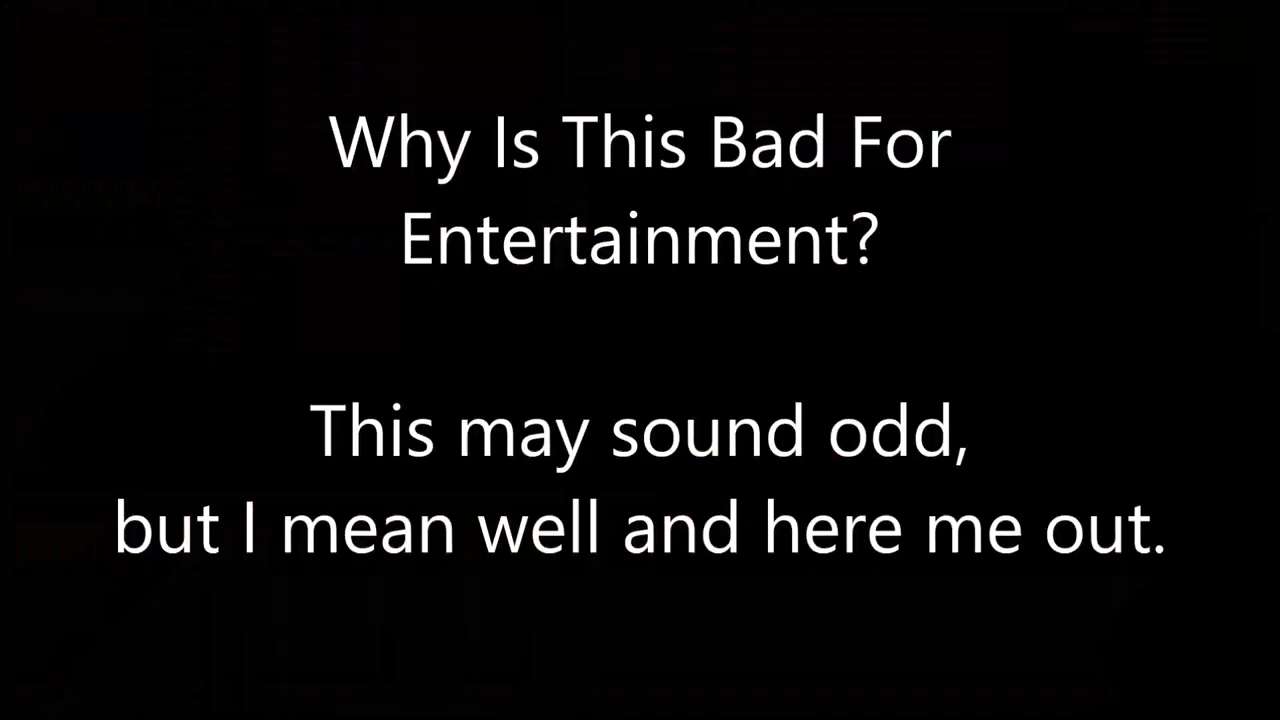 Why Is This Bad For
Entertainment?
This may sound odd,
but I mean well and here me out.